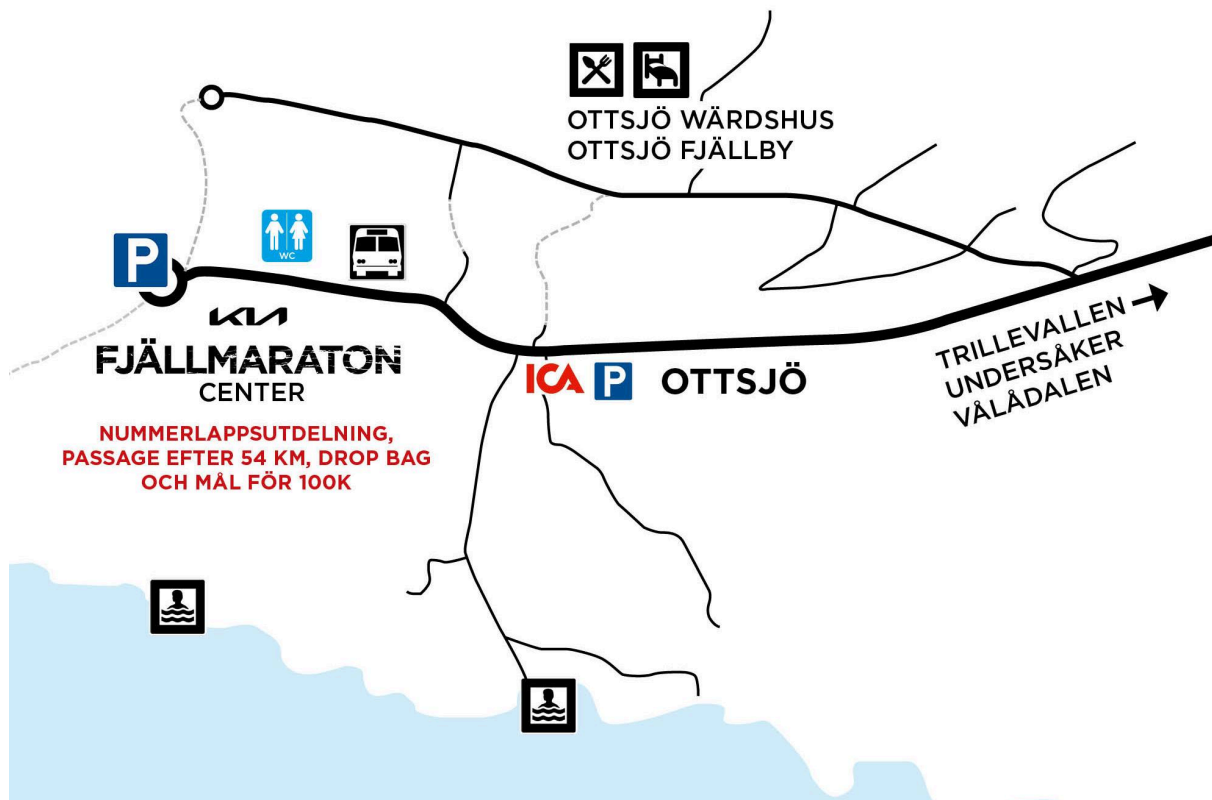 OTTSJÖ WÄRDSHUS
OTTSJÖ FJÄLLBY
P
WC
KIA
FJÄLLMARATON
CENTER
NUMMERLAPPSUTDELNING,
PASSAGE EFTER 54 KM, DROP BAG
OCH MÅL FÖR 100K
ICA
P
OTTSJÖ
TRILLEVALLEN
UNDERSÅKER
VÅLÅDALEN